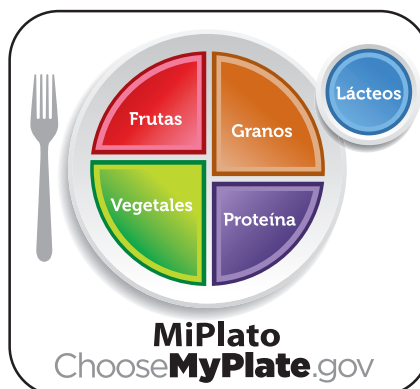 Lácteos
Frutas
Granos
Vegetales
Proteína
MiPlato
ChooseMyPlate.gov